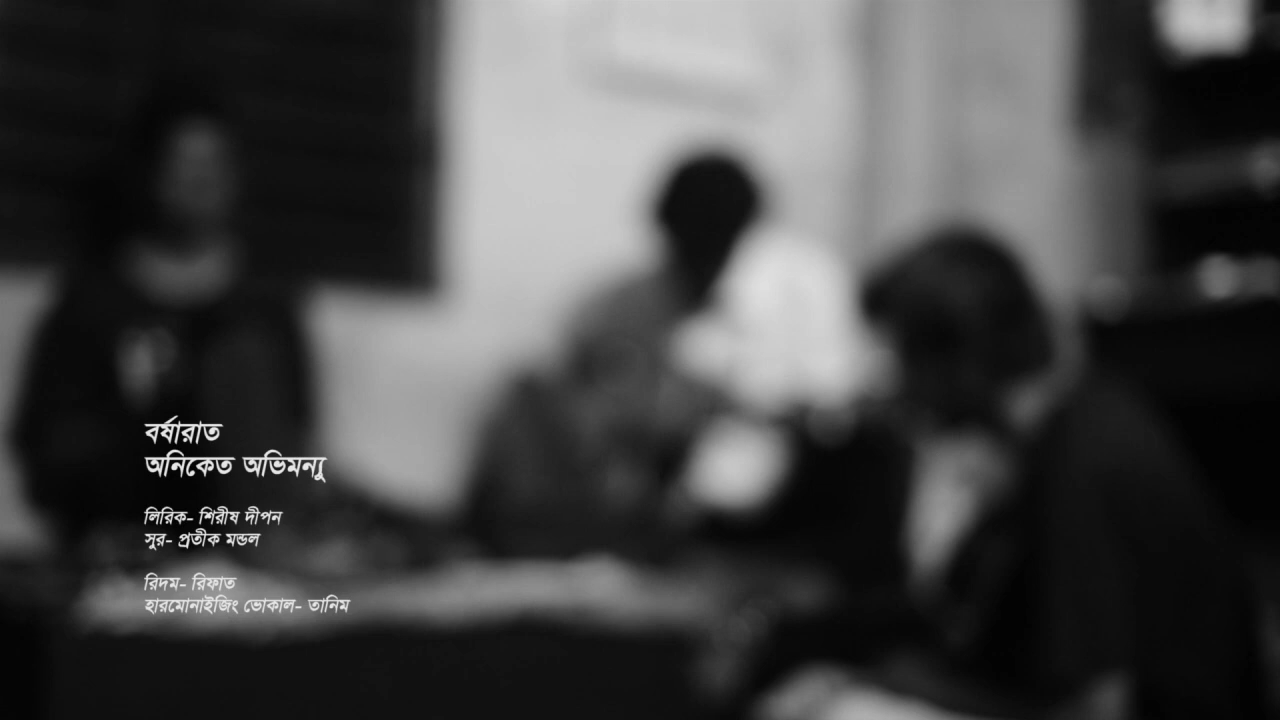 বর্ষারাত
অনিকেত অভিমন্যু
লিরিক- শিরীষ দীপন
সুর- প্রতীক মন্ডল
রিদম- রিফাত
হারমোনাইজিং ভোকাল- তানিম